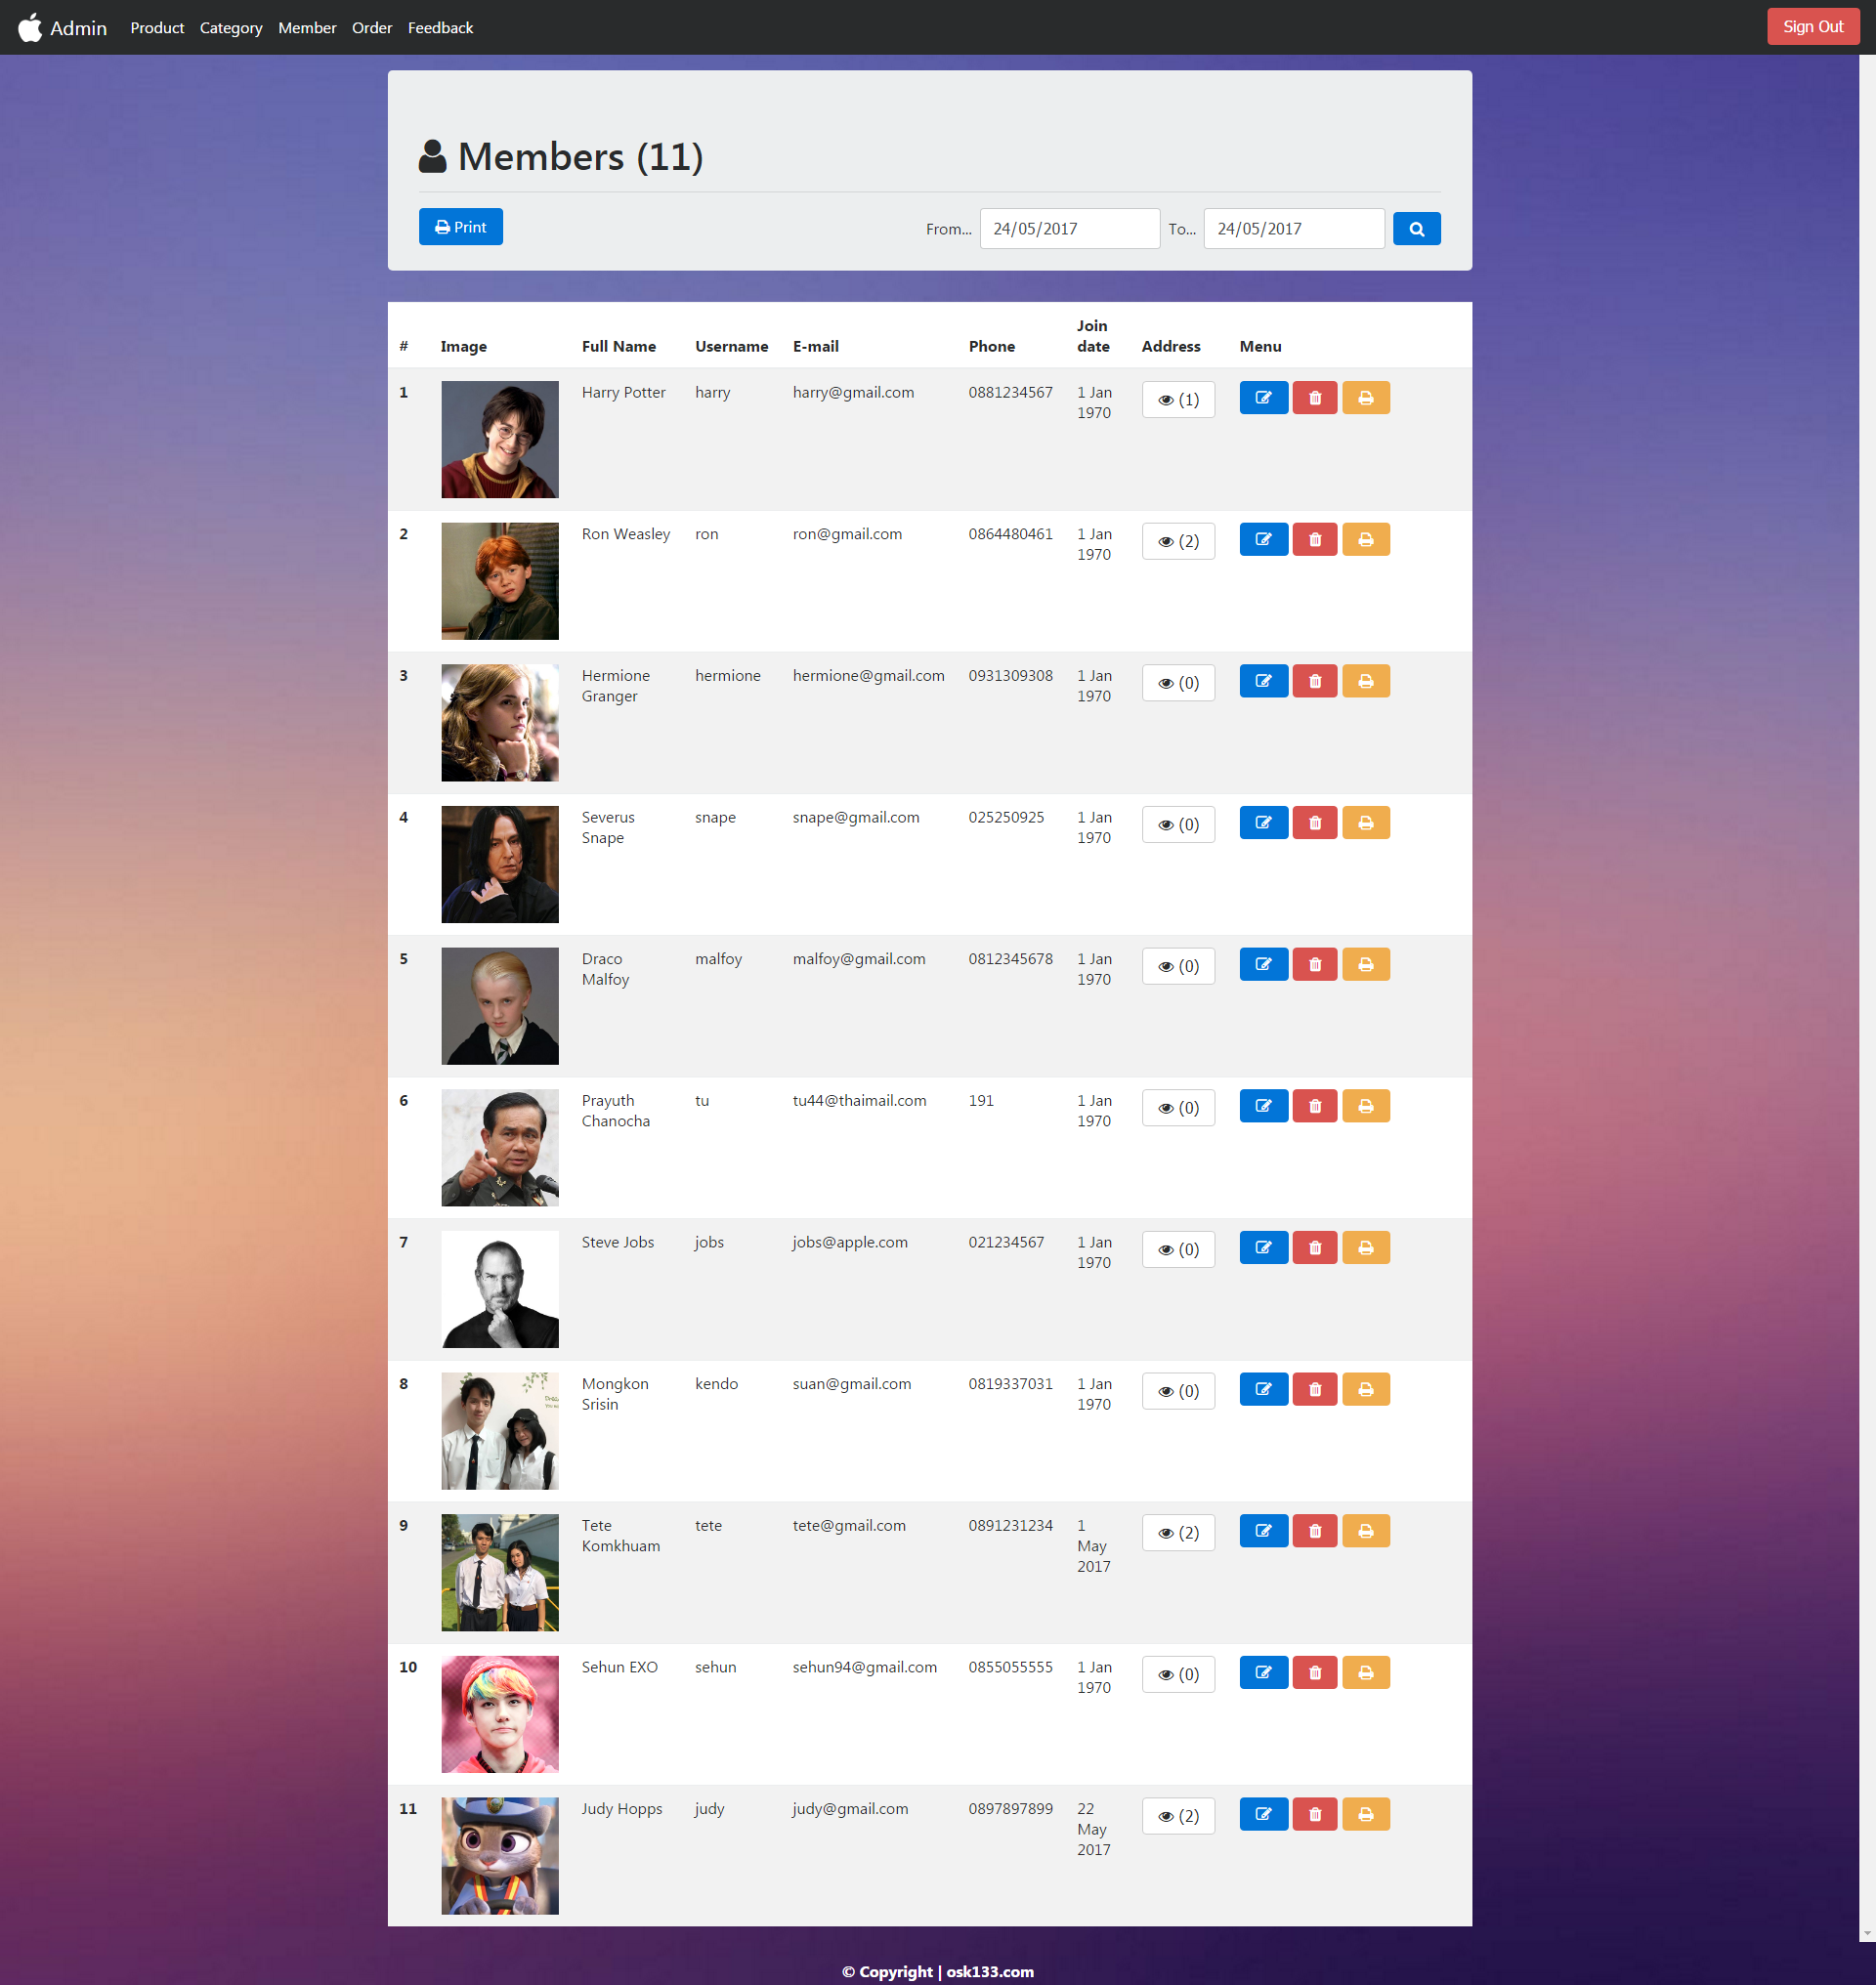 Admin Product Category Member Order Feedback Sign Out
Members (11)
Print From... 24/05/2017 To... 24/05/2017
# Image Full Name Username E-mail Phone Join date Address Menu
1 Harry Potter harry harry@gmail.com 0881234567 1 Jan 1970 (1)
2 Ron Weasley ron ron@gmail.com 0864480461 1 Jan 1970 (2)
3 Hermione Granger hermione hermione@gmail.com 0931309308 1 Jan 1970 (0)
4 Severus Snape snape snape@gmail.com 025250925 1 Jan 1970 (0)
5 Draco Malfoy malfoy malfoy@gmail.com 0812345678 1 Jan 1970 (0)
6 Prayuth Chanocha tu tu44@thaimail.com 191 1 Jan 1970 (0)
7 Steve Jobs jobs jobs@apple.com 021234567 1 Jan 1970 (0)
8 Mongkon Srisin kendo suan@gmail.com 0819337031 1 Jan 1970 (0)
9 Tete Komkhuam tete tete@gmail.com 0891231234 1 May 2017 (2)
10 Sehun EXO sehun sehun94@gmail.com 0855055555 1 Jan 1970 (0)
11 Judy Hopps judy judy@gmail.com 0897897899 22 May 2017 (2)
© Copyright | osk133.com